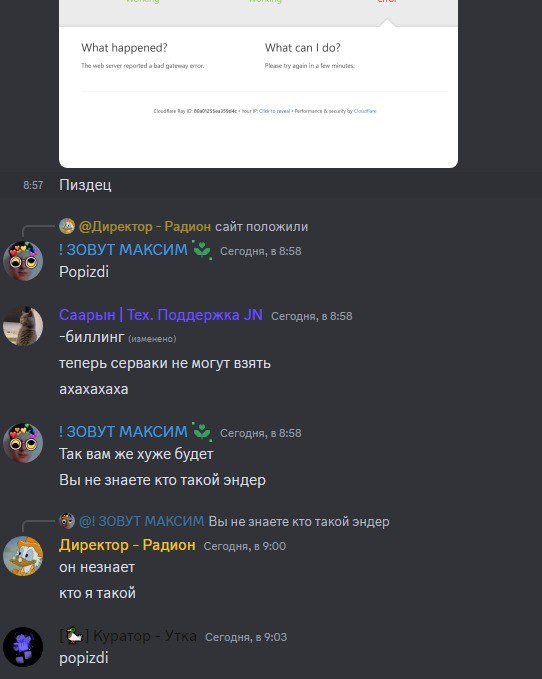 Working Working Error
What happened? What can I do?
The web server reported a bad gateway error. Please try again in a few minutes.
Cloudflare Ray ID: • Your IP: Click to reveal • Performance & security by Cloudflare
8:57 Пиздец
@Директор - Радион сайт положили
! ЗОВУТ МАКСИМ Сегодня, в 8:58
Popizdi
Саарын | Тех. Поддержка JN Сегодня, в 8:58
-биллинг (изменено)
теперь серваки не могут взять
ахахахаха
! ЗОВУТ МАКСИМ Сегодня, в 8:58
Так вам же хуже будет
Вы не знаете кто такой эндер
@! ЗОВУТ МАКСИМ Вы не знаете кто такой эндер
Директор - Радион Сегодня, в 9:00
он незнает
кто я такой
[🦆] Куратор - Утка Сегодня, в 9:03
popizdi